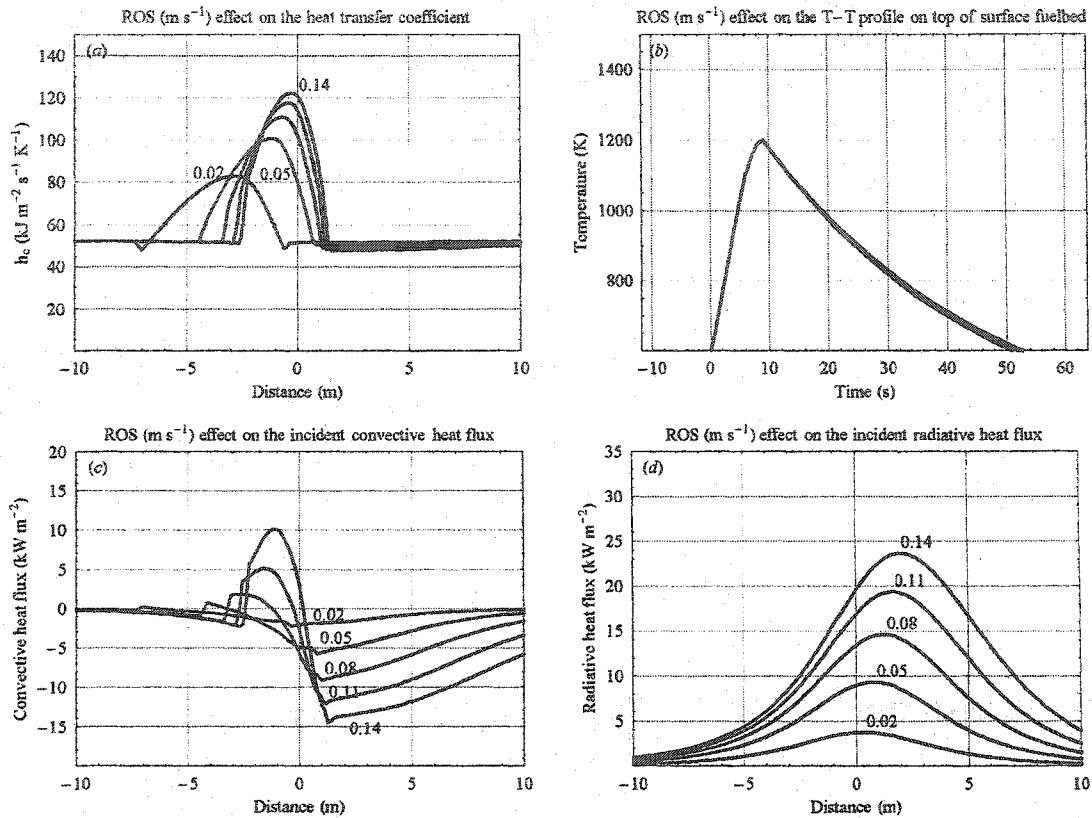 ROS (m s⁻¹) effect on the heat transfer coefficient
(a)
140
120
100
80
60
40
20
0.14
0.02
0.05
h_c (kJ m⁻² s⁻¹ K⁻¹)
−10 −5 0 5 10
Distance (m)
ROS (m s⁻¹) effect on the T−T profile on top of surface fuelbed
(b)
1400
1200
1000
800
Temperature (K)
−10 0 10 20 30 40 50 60
Time (s)
ROS (m s⁻¹) effect on the incident convective heat flux
(c)
20
15
10
5
0
−5
−10
−15
0.02
0.05
0.08
0.11
0.14
Convective heat flux (kW m⁻²)
−10 −5 0 5 10
Distance (m)
ROS (m s⁻¹) effect on the incident radiative heat flux
(d)
35
30
25
20
15
10
5
0.14
0.11
0.08
0.05
0.02
Radiative heat flux (kW m⁻²)
−10 −5 0 5 10
Distance (m)